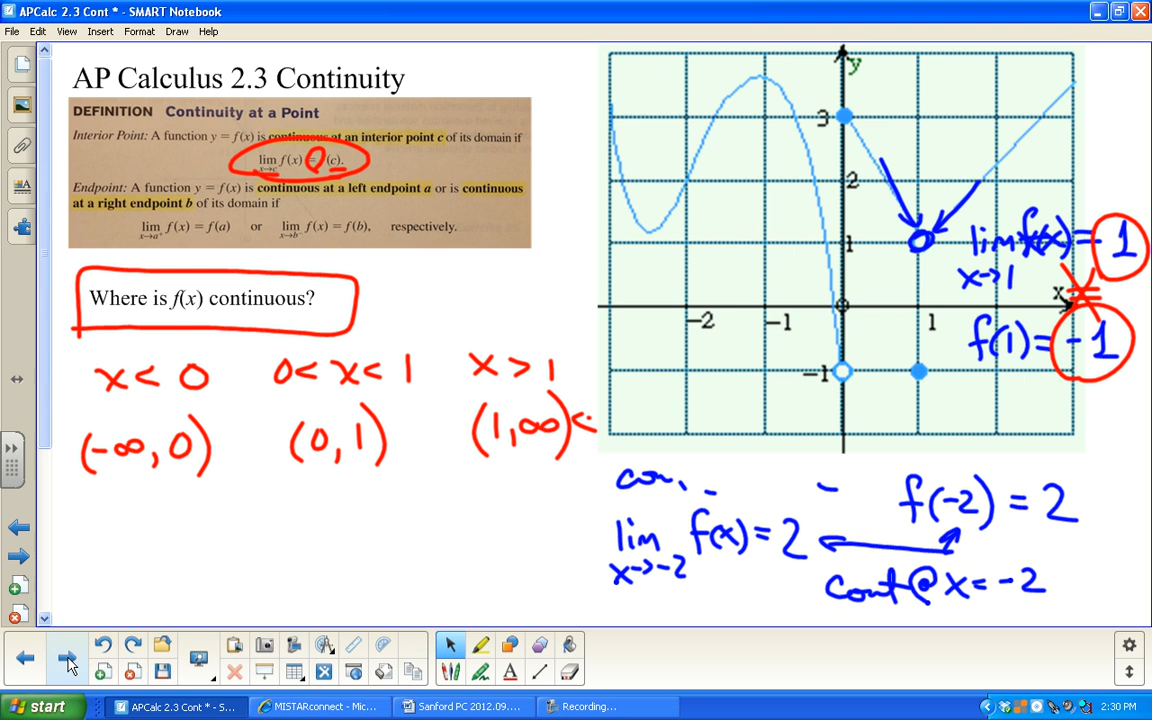 APCalc 2.3 Cont * - SMART Notebook
File Edit View Insert Format Draw Help
AP Calculus 2.3 Continuity
DEFINITION Continuity at a Point
Interior Point: A function y = f(x) is continuous at an interior point c of its domain if
lim f(x) = (c).
x→c
Endpoint: A function y = f(x) is continuous at a left endpoint a or is continuous
at a right endpoint b of its domain if
lim f(x) = f(a) or lim f(x) = f(b), respectively.
x→a⁺ x→b⁻
Where is f(x) continuous?
x < 0 0 < x < 1 x > 1
(-∞, 0) (0, 1) (1, ∞)
y
3
2
1
x
-2 -1 0 1
-1
lim f(x) = 1
x→1
f(1) = -1
f(-2) = 2
lim f(x) = 2
x→-2
cont @ x = -2
start
APCalc 2.3 Cont * - S...
MISTARconnect - Mic...
Sanford PC 2012.09....
Recording...
2:30 PM